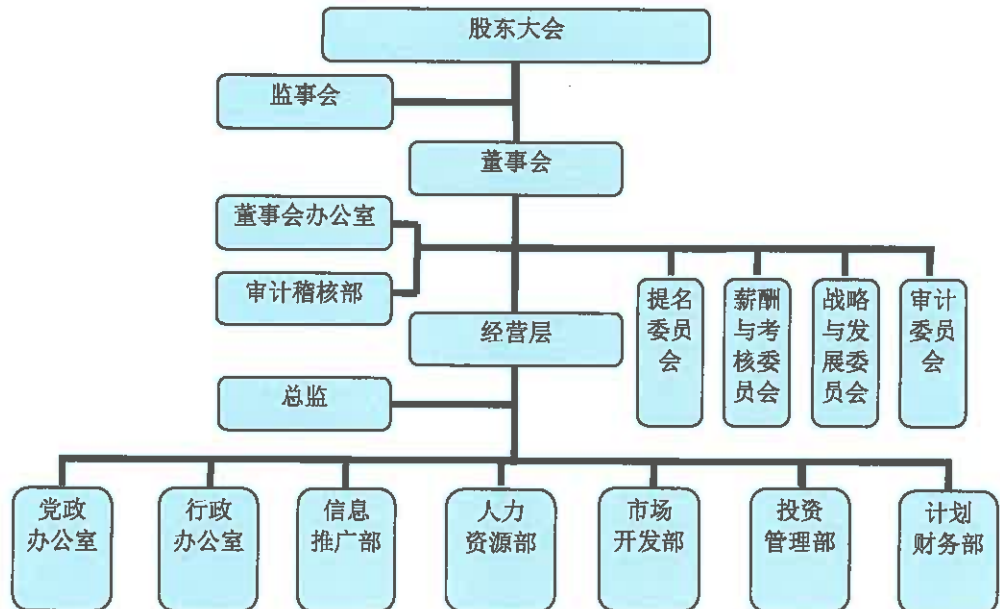 股东大会
监事会
董事会
董事会办公室
审计稽核部
提名
委员
会
薪酬
与考
核委
员会
战略
与发
展委
员会
审计
委员
会
经营层
总监
党政
办公室
行政
办公室
信息
推广部
人力
资源部
市场
开发部
投资
管理部
计划
财务部